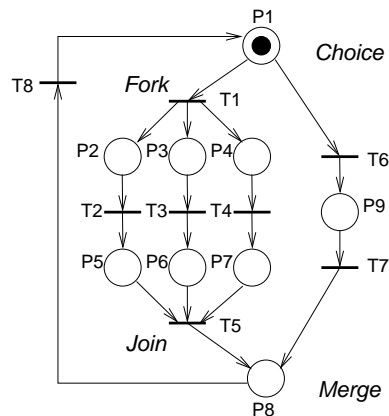 P1
Choice
T8
Fork
T1
P2
P3
P4
T6
T2
T3
T4
P9
P5
P6
P7
T7
T5
Join
P8
Merge